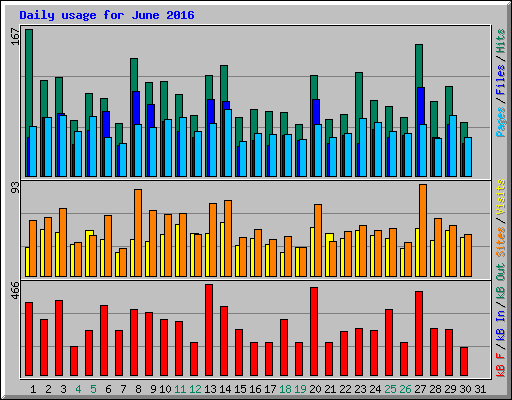 Daily usage for June 2016
167
Pages / Files / Hits
93
Sites / Visits
466
kB F / kB In / kB Out
1 2 3 4 5 6 7 8 9 10 11 12 13 14 15 16 17 18 19 20 21 22 23 24 25 26 27 28 29 30 31